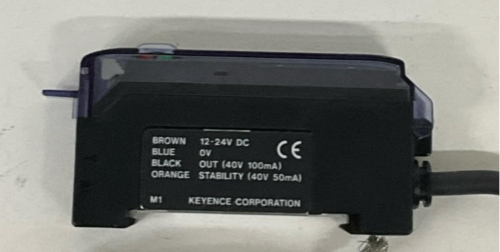 BROWN 12-24V DC
BLUE 0V
BLACK OUT (40V 100mA)
ORANGE STABILITY (40V 50mA)
CE
M1 KEYENCE CORPORATION